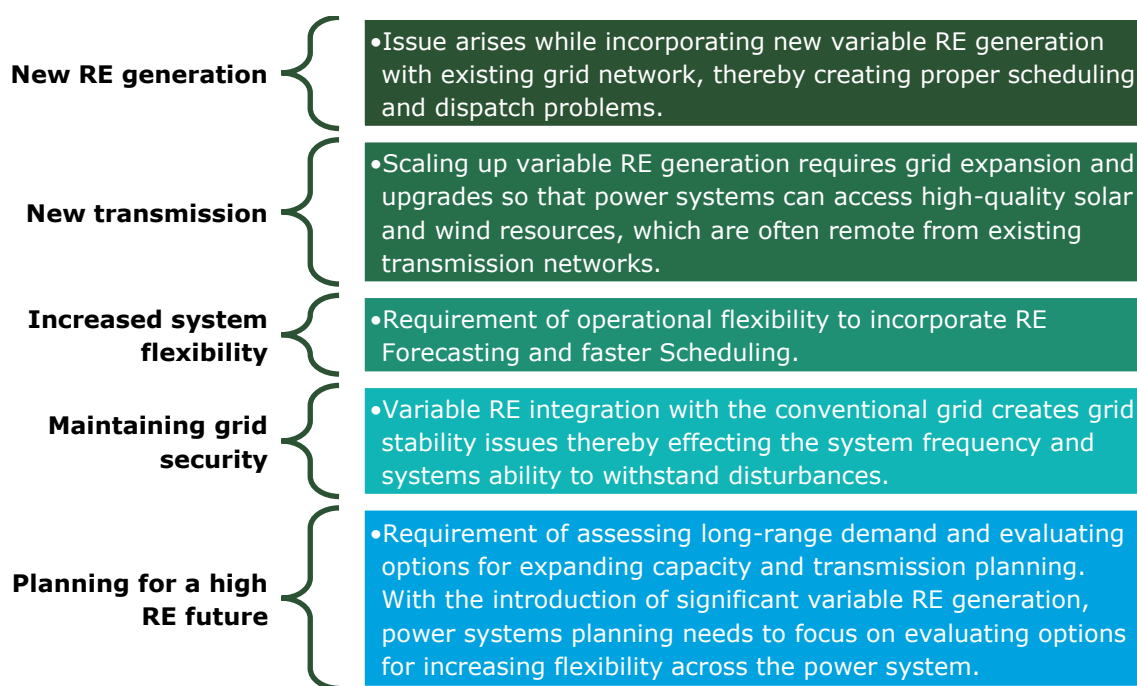 New RE generation
•Issue arises while incorporating new variable RE generation
with existing grid network, thereby creating proper scheduling
and dispatch problems.
New transmission
•Scaling up variable RE generation requires grid expansion and
upgrades so that power systems can access high-quality solar
and wind resources, which are often remote from existing
transmission networks.
Increased system
flexibility
•Requirement of operational flexibility to incorporate RE
Forecasting and faster Scheduling.
Maintaining grid
security
•Variable RE integration with the conventional grid creates grid
stability issues thereby effecting the system frequency and
systems ability to withstand disturbances.
Planning for a high
RE future
•Requirement of assessing long-range demand and evaluating
options for expanding capacity and transmission planning.
With the introduction of significant variable RE generation,
power systems planning needs to focus on evaluating options
for increasing flexibility across the power system.